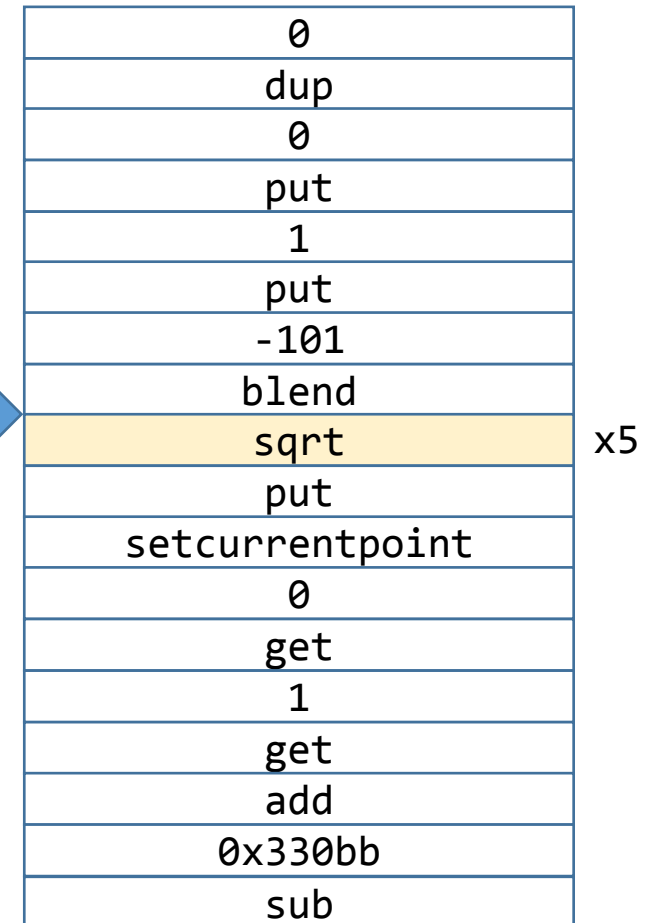 0
dup
0
put
1
put
-101
blend
sqrt x5
put
setcurrentpoint
0
get
1
get
add
0x330bb
sub